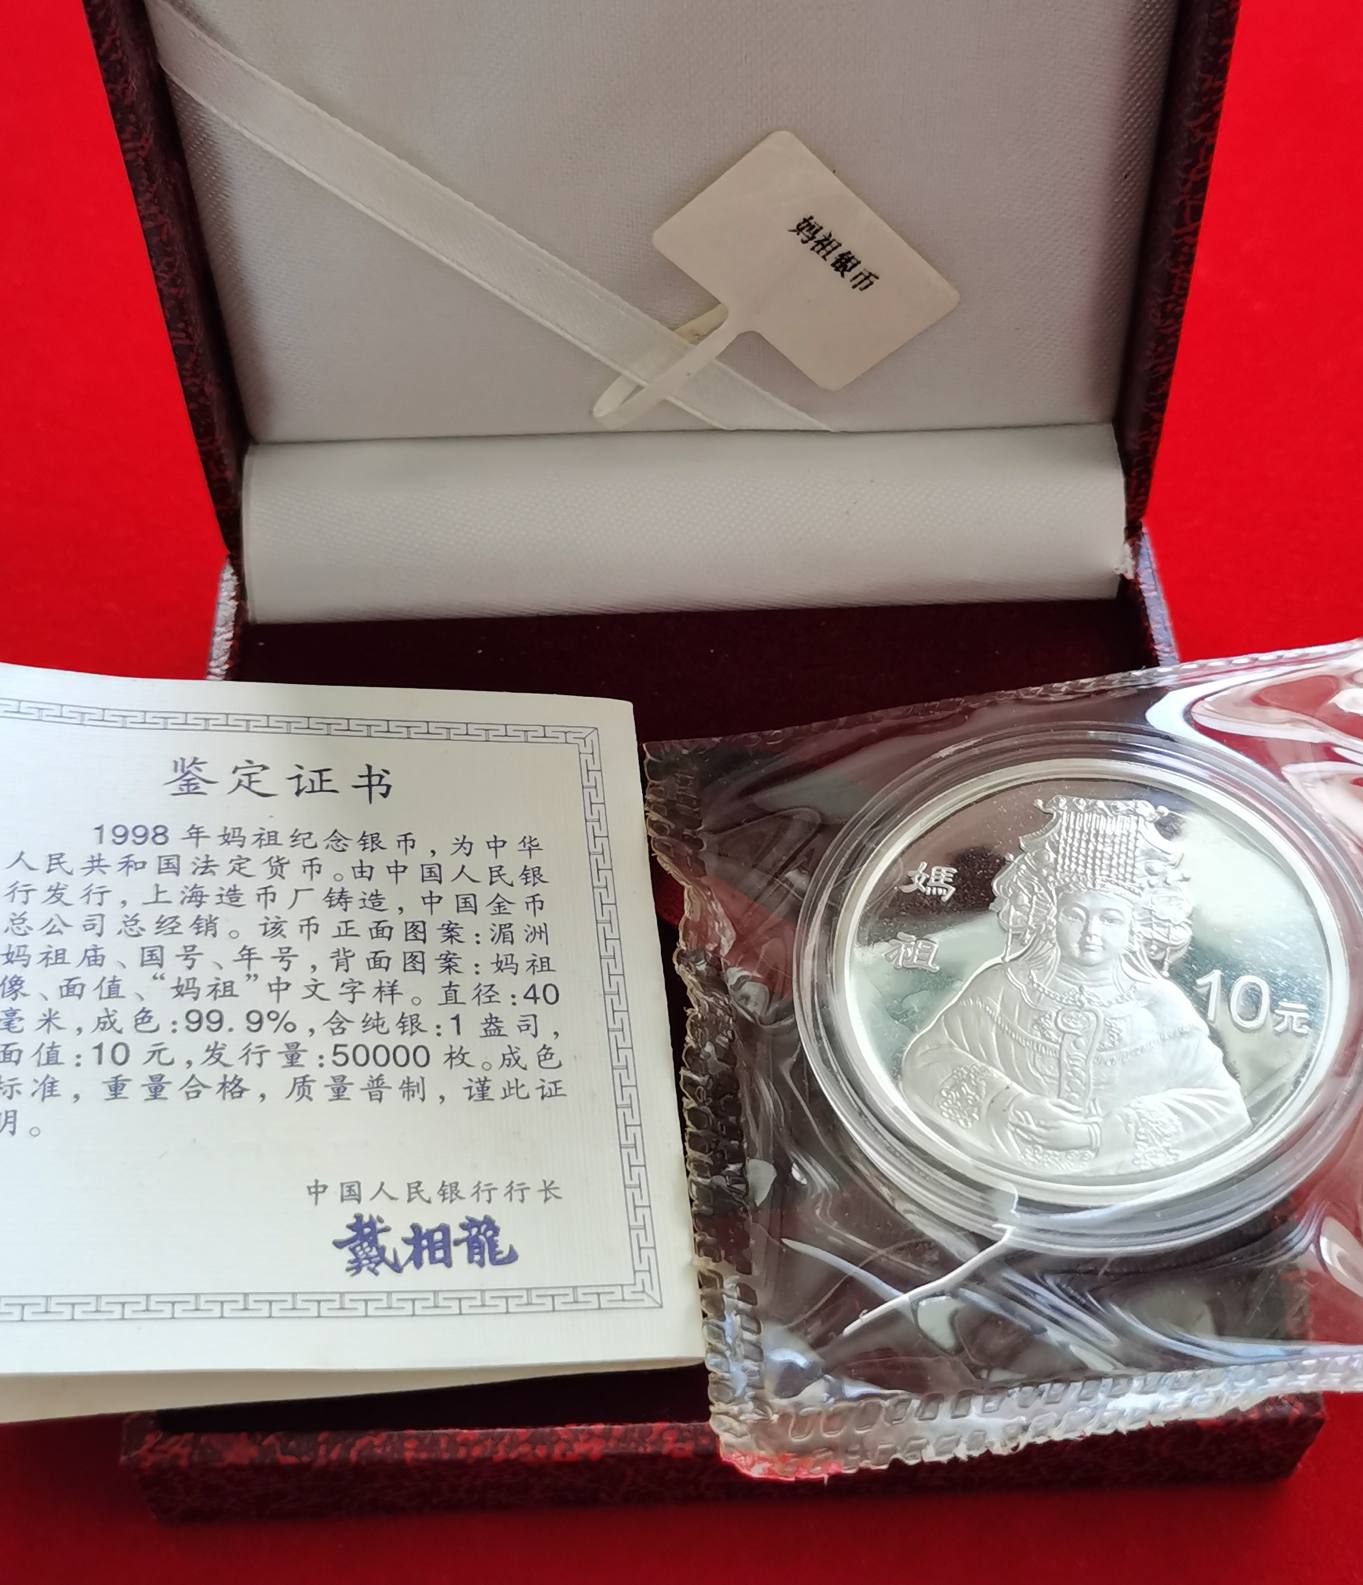 妈祖银币
鉴定证书
1998年妈祖纪念银币,为中华
人民共和国法定货币。由中国人民银
行发行,上海造币厂铸造,中国金币
总公司总经销。该币正面图案:湄洲
妈祖庙、国号、年号,背面图案:妈祖
像、面值、“妈祖”中文字样。直径:40
毫米,成色:99.9%,含纯银:1盎司,
面值:10元,发行量:50000枚。成色
标准,重量合格,质量普制,谨此证
明。
中国人民银行行长
戴相龍
媽
祖
10元